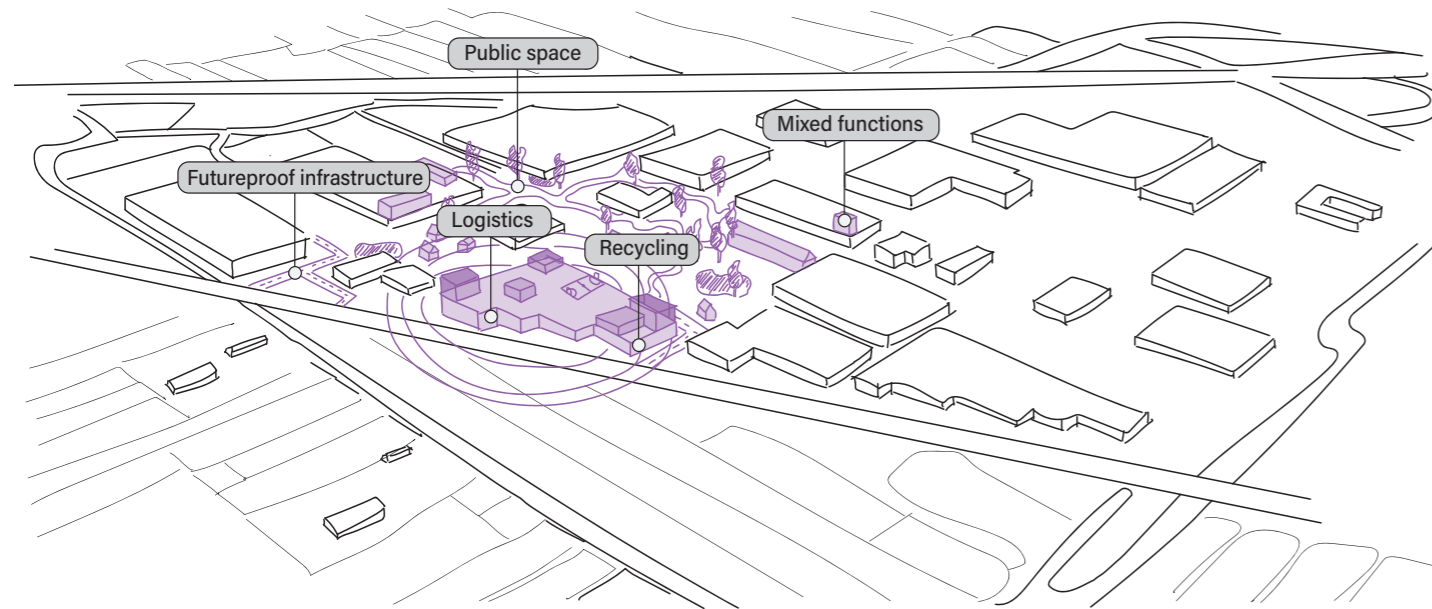 Public space
Mixed functions
Futureproof infrastructure
Logistics
Recycling